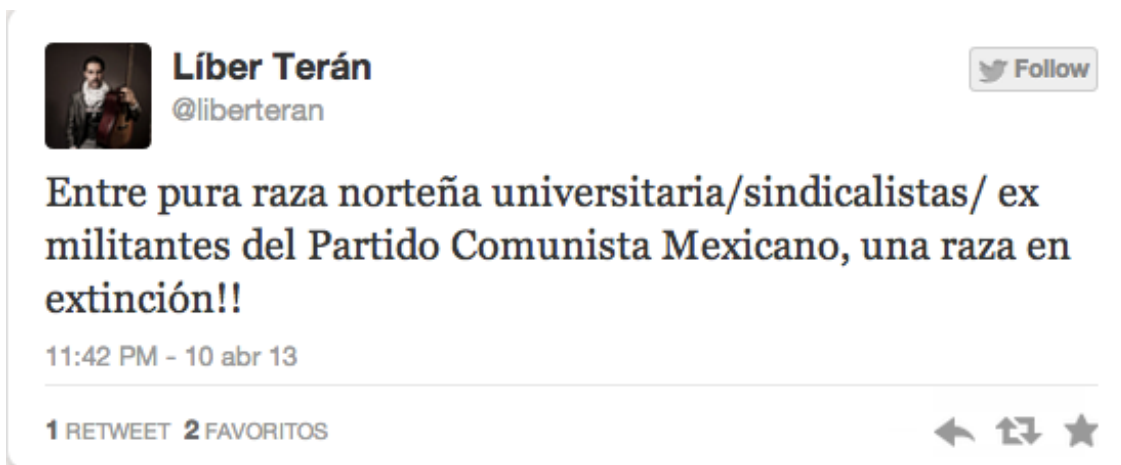 Líber Terán
Follow
@liberteran
Entre pura raza norteña universitaria/sindicalistas/ ex
militantes del Partido Comunista Mexicano, una raza en
extinción!!
11:42 PM - 10 abr 13
1 RETWEET 2 FAVORITOS